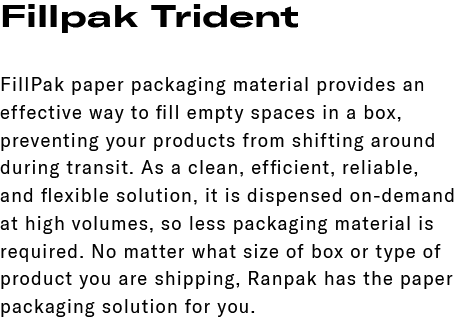 Fillpak Trident
FillPak paper packaging material provides an
effective way to fill empty spaces in a box,
preventing your products from shifting around
during transit. As a clean, efficient, reliable,
and flexible solution, it is dispensed on-demand
at high volumes, so less packaging material is
required. No matter what size of box or type of
product you are shipping, Ranpak has the paper
packaging solution for you.